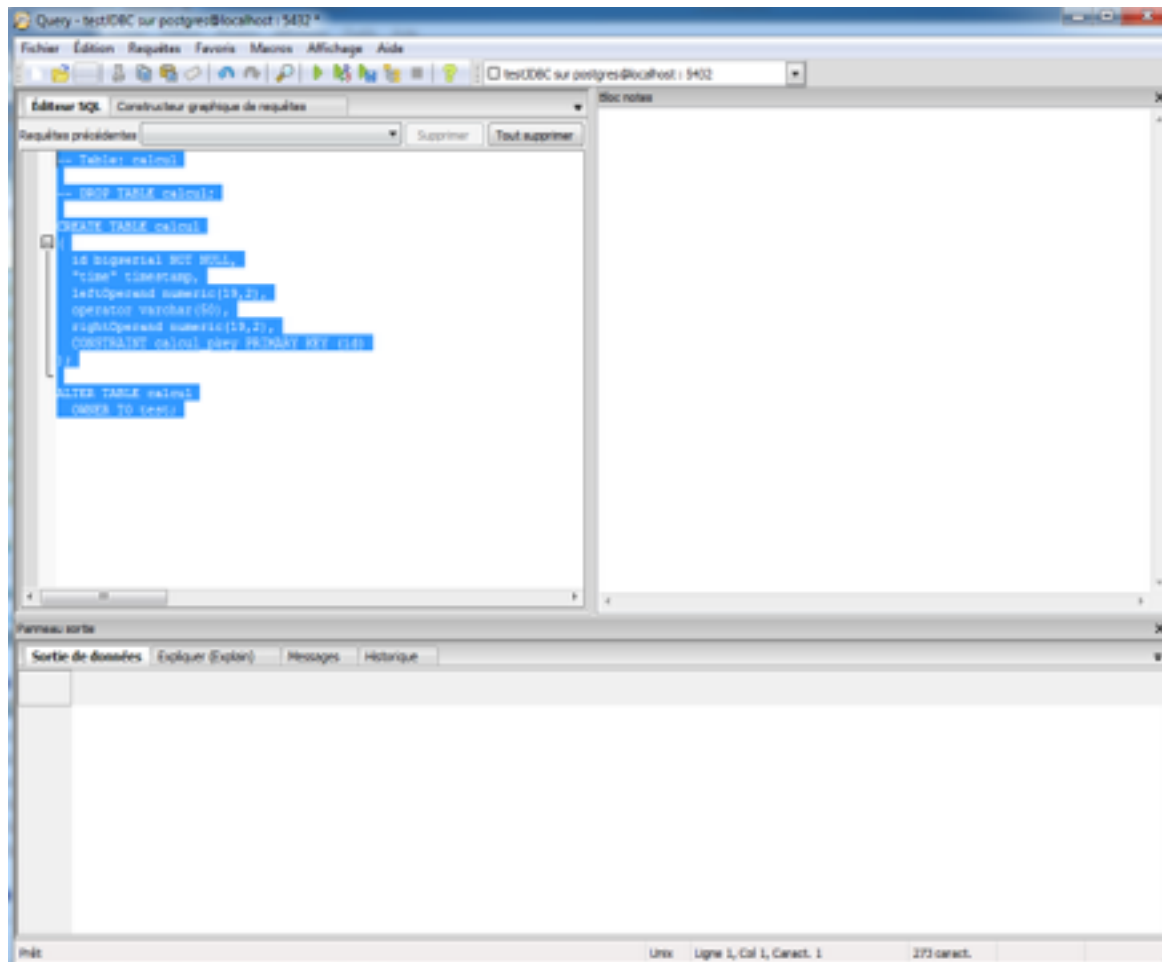 Query - testJDBC sur postgres@localhost : 5432 *
Fichier Édition Requêtes Favoris Macros Affichage Aide
testJDBC sur postgres@localhost : 5432
Éditeur SQL Constructeur graphique de requêtes
Bloc notes
Requêtes précédentes Supprimer Tout supprimer
-- Table: calcul
-- DROP TABLE calcul;
CREATE TABLE calcul
(
id bigserial NOT NULL,
"time" timestamp,
leftOperand numeric(19,2),
operator varchar(50),
rightOperand numeric(19,2),
CONSTRAINT calcul_pkey PRIMARY KEY (id)
);
ALTER TABLE calcul
OWNER TO test;
Panneau sortie
Sortie de données Expliquer (Explain) Messages Historique
Prêt Unix Ligne 1, Col 1, Caract. 1 273 caract.